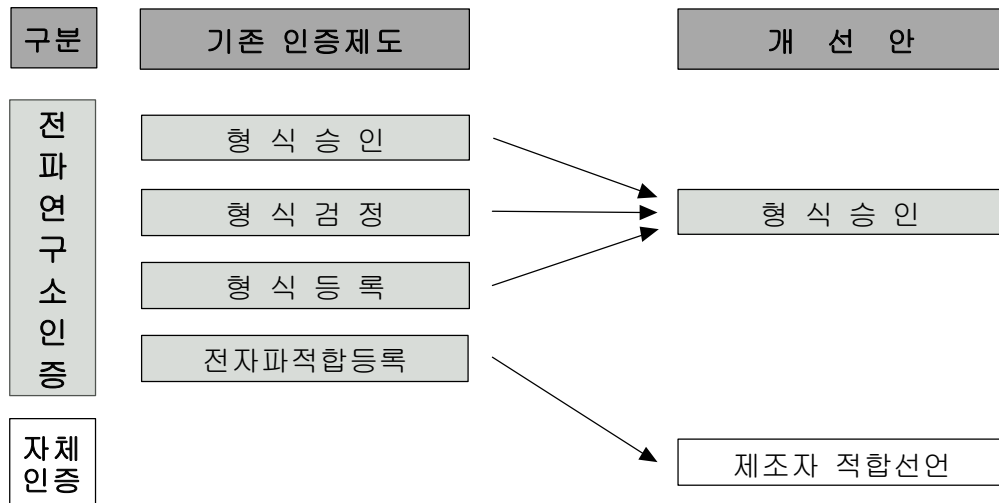 구분 기존 인증제도 개 선 안
전파연구소인증
형 식 승 인
형 식 검 정
형 식 등 록
전자파적합등록
형 식 승 인
자체
인증
제조자 적합선언